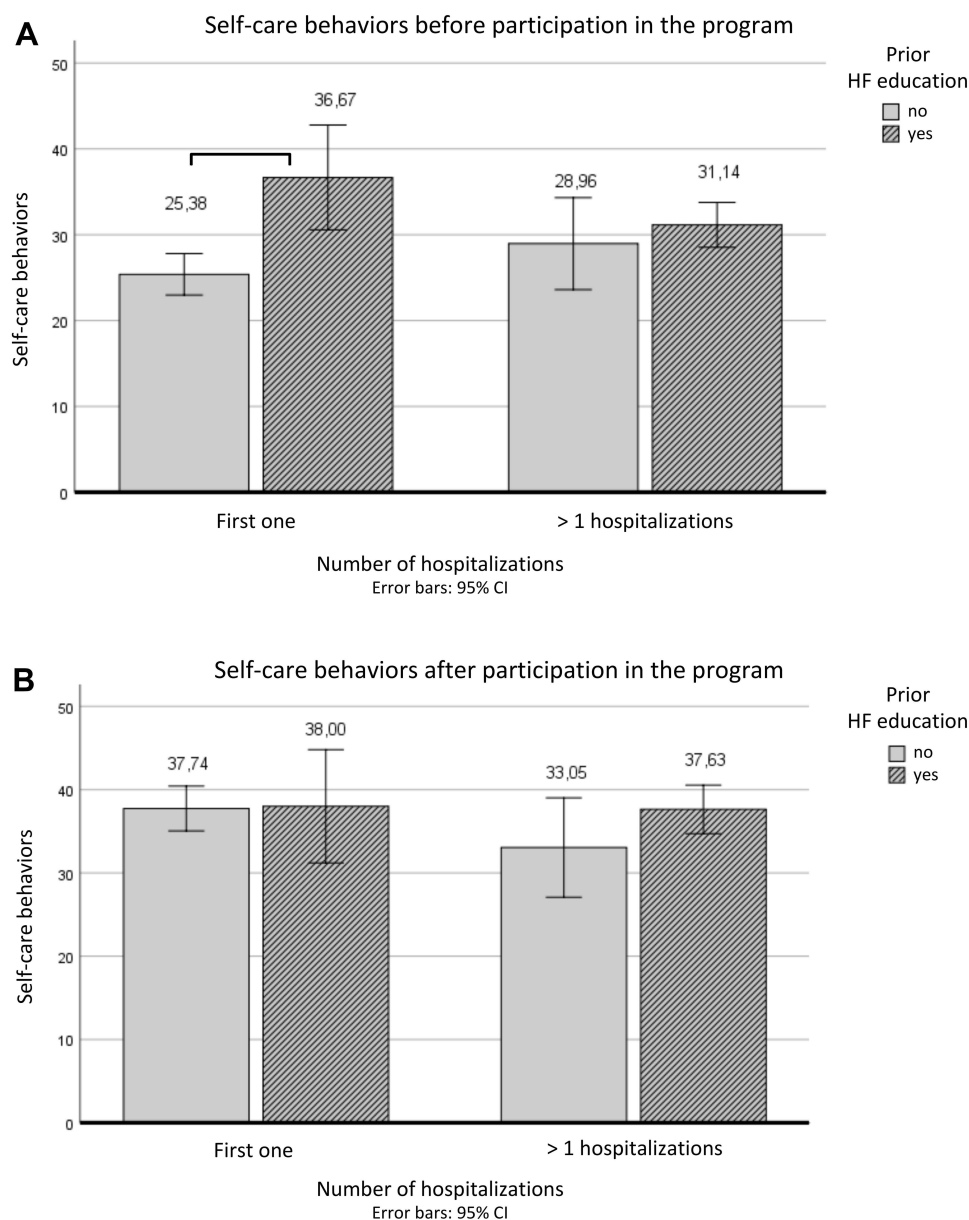 A
Self-care behaviors before participation in the program
Prior
HF education
no
yes
Self-care behaviors
50
40
30
20
10
0
25,38
36,67
28,96
31,14
First one
> 1 hospitalizations
Number of hospitalizations
Error bars: 95% CI
B
Self-care behaviors after participation in the program
Prior
HF education
no
yes
Self-care behaviors
50
40
30
20
10
0
37,74
38,00
33,05
37,63
First one
> 1 hospitalizations
Number of hospitalizations
Error bars: 95% CI